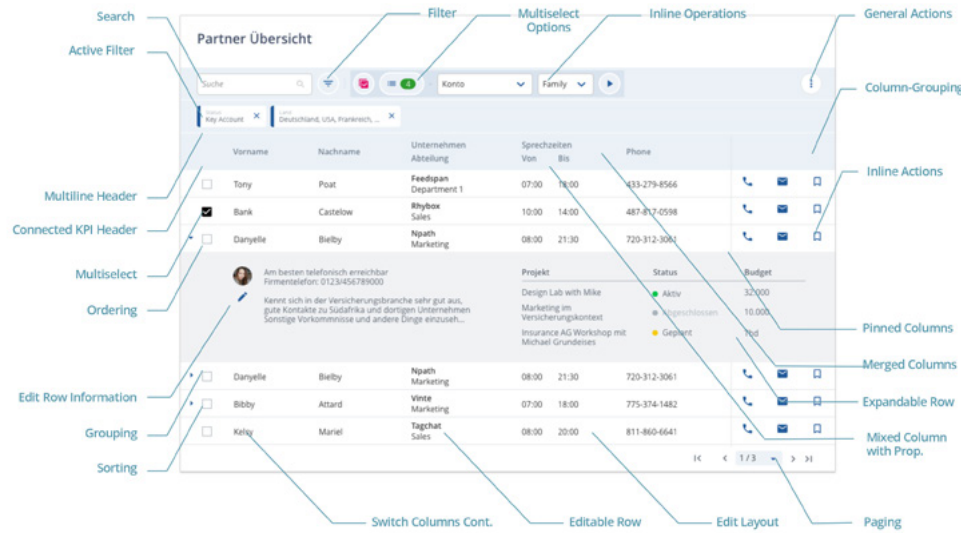 Search
Filter
Multiselect
Options
Inline Operations
General Actions
Active Filter
Partner Übersicht
Suche
4
Konto
Family
Column-Grouping
Status
Key Account
Land
Deutschland, USA, Frankreich, ...
Vorname
Nachname
Unternehmen
Abteilung
Sprechzeiten
Von Bis
Phone
Inline Actions
Multiline Header
Tony Poat Feedspan 07:00 18:00 433-279-8566
Department 1
Connected KPI Header
Bank Castelow Rhybox 10:00 14:00 487-817-0598
Sales
Danyelle Bielby Npath 08:00 21:30 720-312-3061
Marketing
Multiselect
Ordering
Am besten telefonisch erreichbar
Firmentelefon: 0123/456789000
Kennt sich in der Versicherungsbranche sehr gut aus,
gute Kontakte zu Südafrika und dortigen Unternehmen
Sonstige Vorkommnisse und andere Dinge einzuseh...
Projekt Status Budget
Design Lab with Mike Aktiv 32.000
Marketing im
Versicherungskontext Abgeschlossen 10.000
Insurance AG Workshop mit
Michael Grundeises Geplant Tbd
Pinned Columns
Merged Columns
Edit Row Information
Danyelle Bielby Npath 08:00 21:30 720-312-3061
Marketing
Expandable Row
Bibby Attard Vinte 07:00 18:00 775-374-1482
Marketing
Grouping
Kelsy Mariel Tagchat 08:00 20:00 811-860-6641
Sales
Mixed Column
with Prop.
Sorting
1/3
Switch Columns Cont.
Editable Row
Edit Layout
Paging